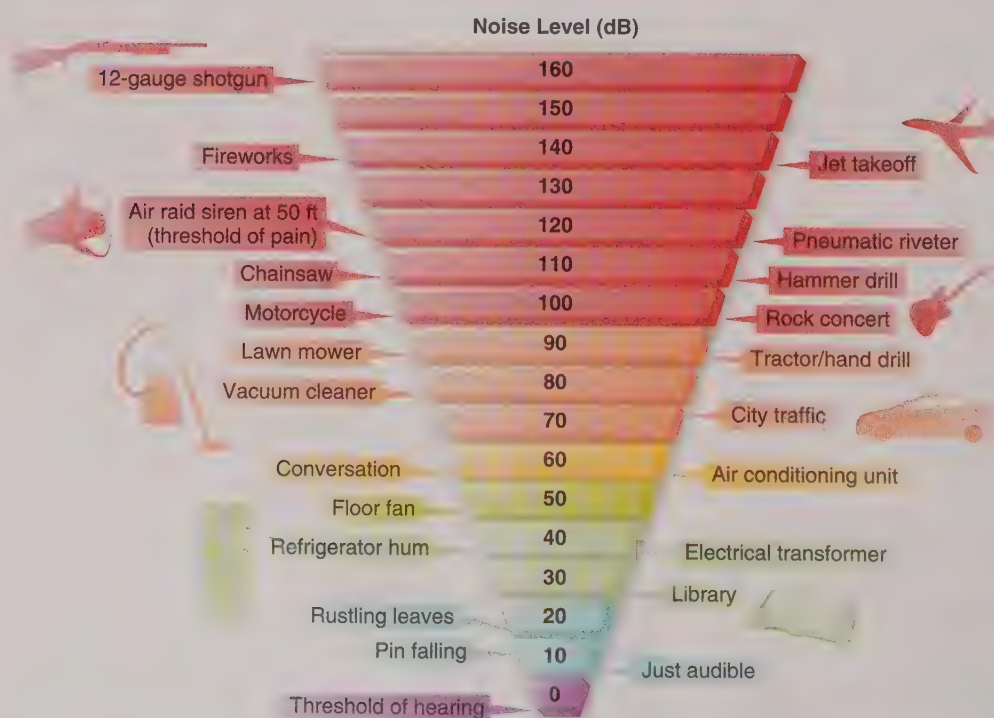 Noise Level (dB)
160
12-gauge shotgun
150
140
Fireworks
Jet takeoff
130
Air raid siren at 50 ft
(threshold of pain)
120
Pneumatic riveter
110
Chainsaw
Hammer drill
100
Motorcycle
Rock concert
90
Lawn mower
Tractor/hand drill
80
Vacuum cleaner
70
City traffic
60
Conversation
Air conditioning unit
50
Floor fan
40
Refrigerator hum
Electrical transformer
30
Library
20
Rustling leaves
10
Pin falling
Just audible
0
Threshold of hearing